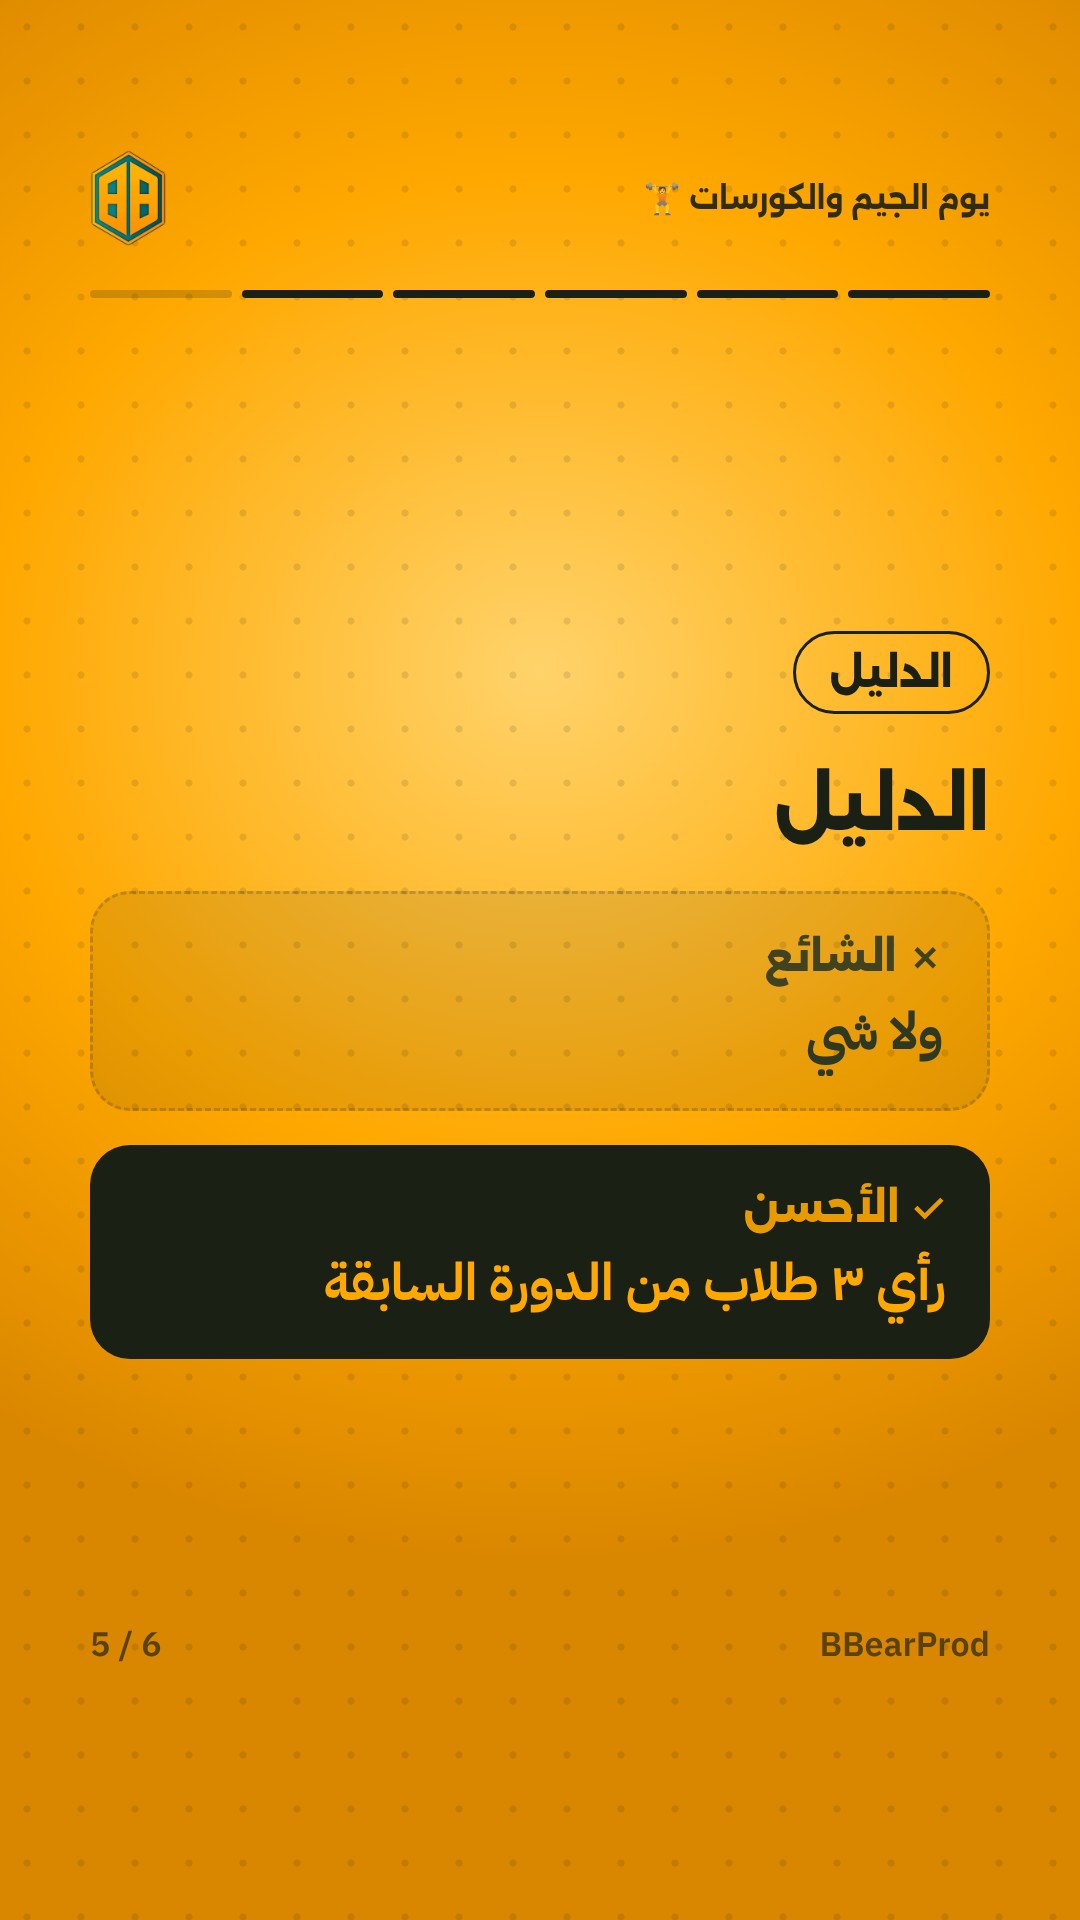 يوم الجيم والكورسات 🏋️
الدليل
الدليل
× الشائع
ولا شي
✓ الأحسن
رأي ٣ طلاب من الدورة السابقة
BBearProd
5 / 6